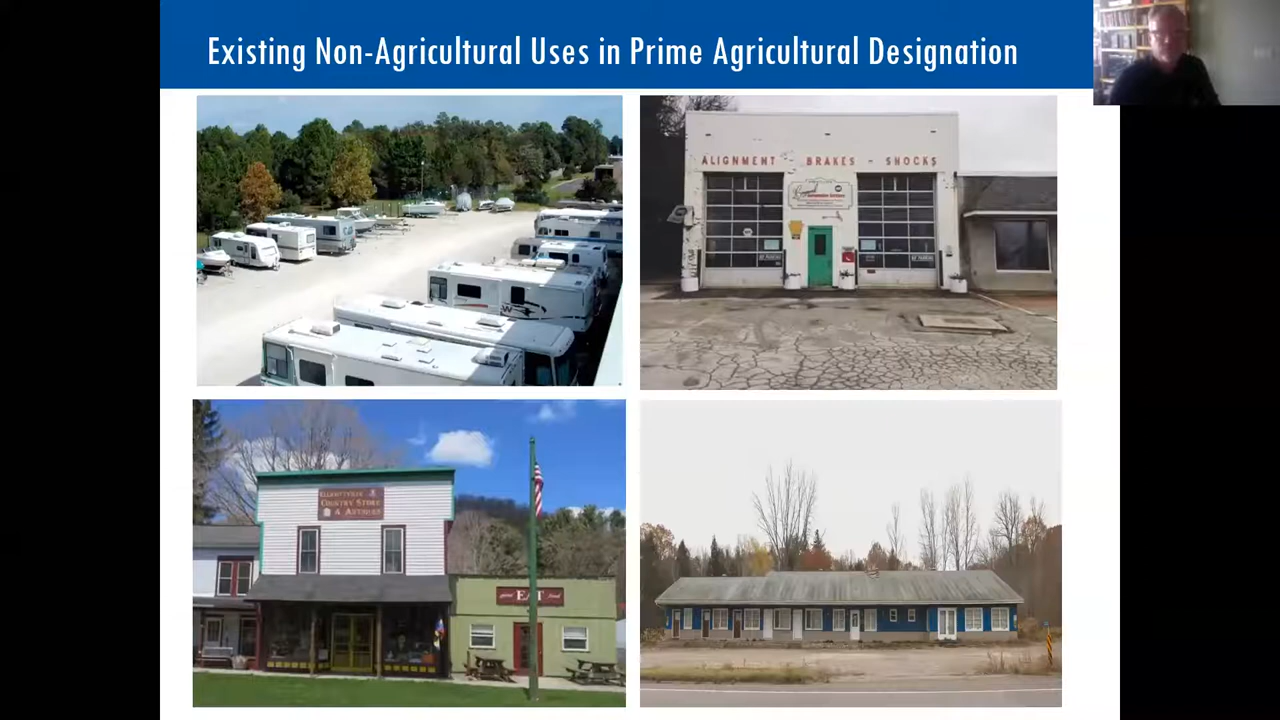 Existing Non-Agricultural Uses in Prime Agricultural Designation
ALIGNMENT BRAKES - SHOCKS
COUNTRY STORE
& ANTIQUES
EAT